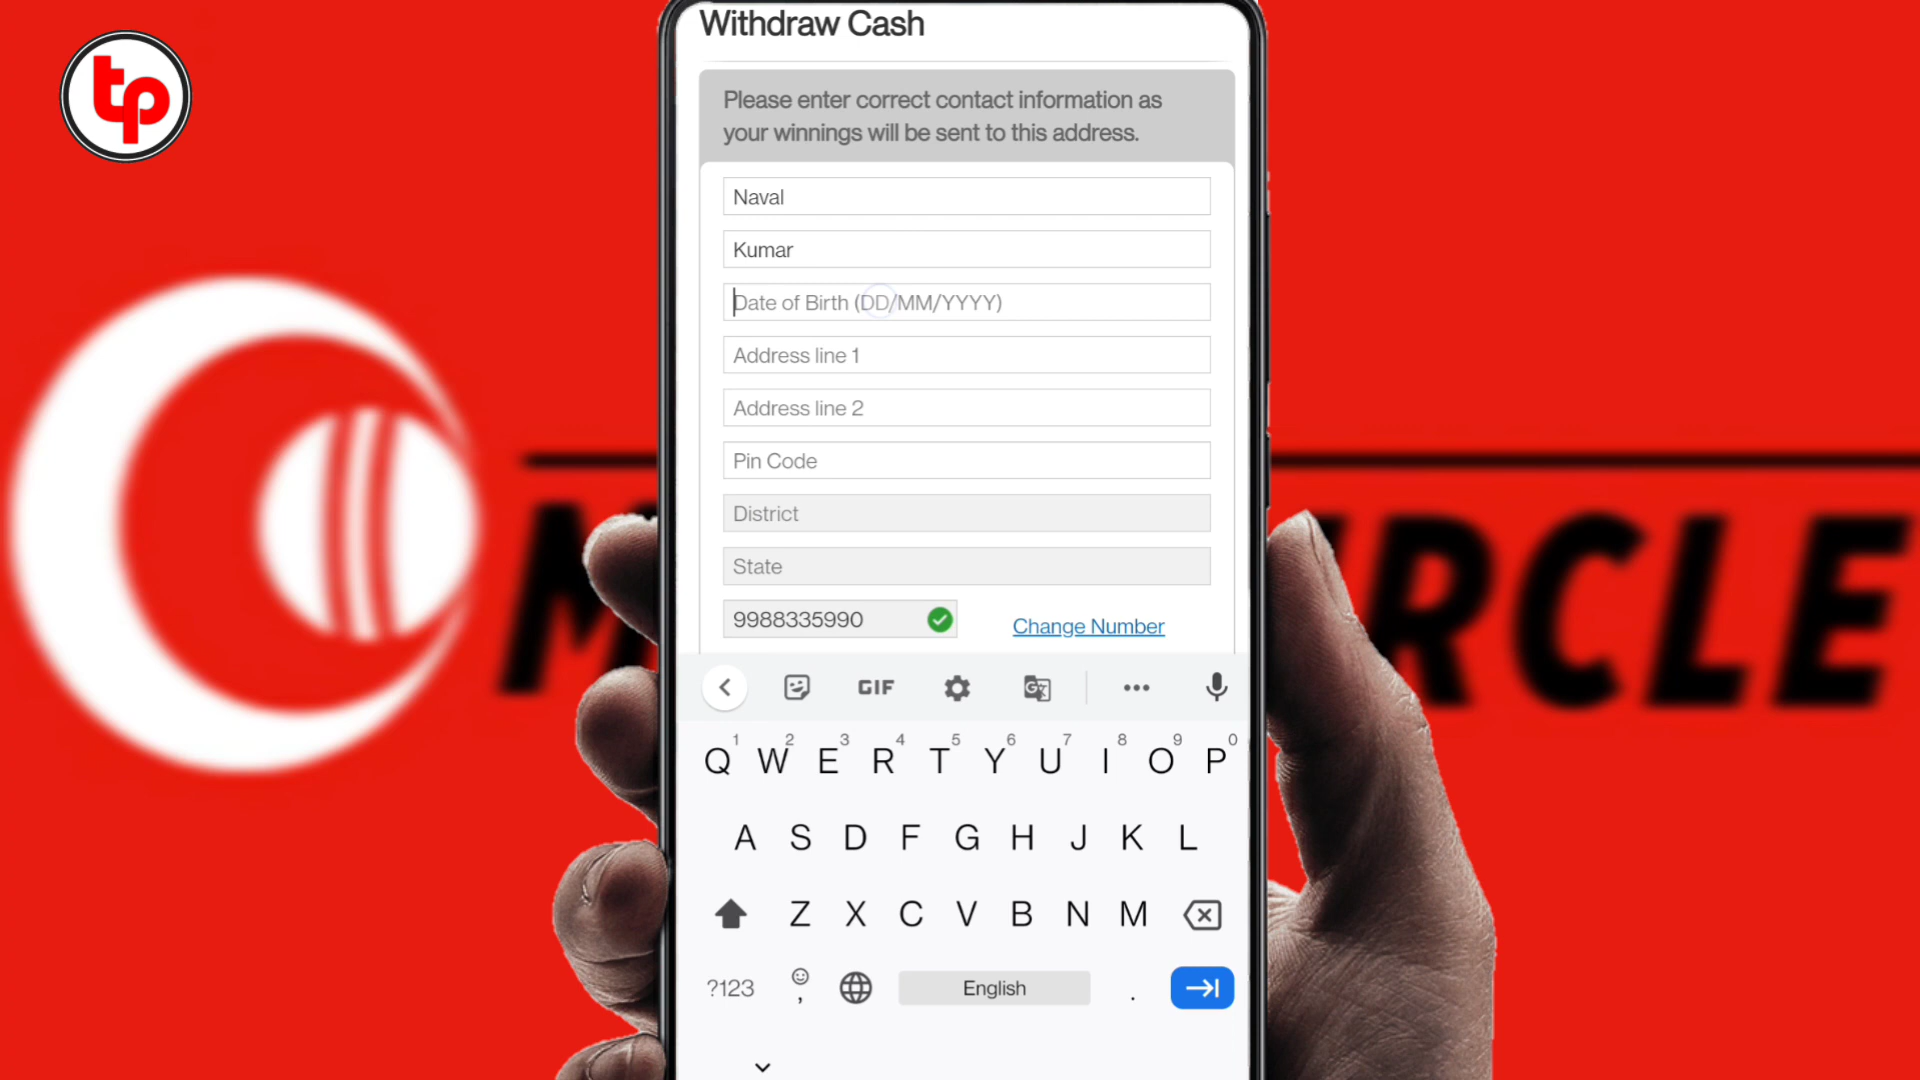 tp
Withdraw Cash
Please enter correct contact information as
your winnings will be sent to this address.
Naval
Kumar
Date of Birth (DD/MM/YYYY)
Address line 1
Address line 2
Pin Code
District
State
9988335990
Change Number
M
RCLE
GIF
1 2 3 4 5 6 7 8 9 0
Q W E R T Y U I O P
A S D F G H J K L
Z X C V B N M
?123 , English .